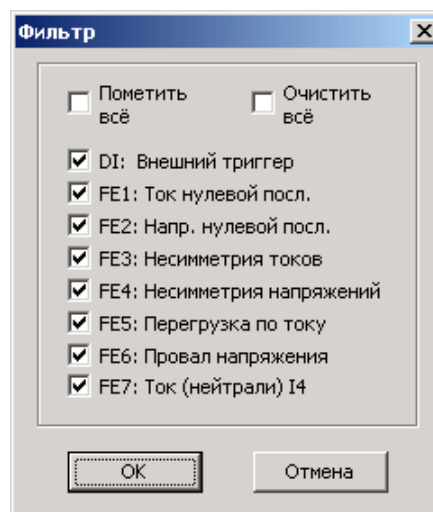 Фильтр
Пометить всё
Очистить всё
DI: Внешний триггер
FE1: Ток нулевой посл.
FE2: Напр. нулевой посл.
FE3: Несимметрия токов
FE4: Несимметрия напряжений
FE5: Перегрузка по току
FE6: Провал напряжения
FE7: Ток (нейтрали) I4
OK
Отмена